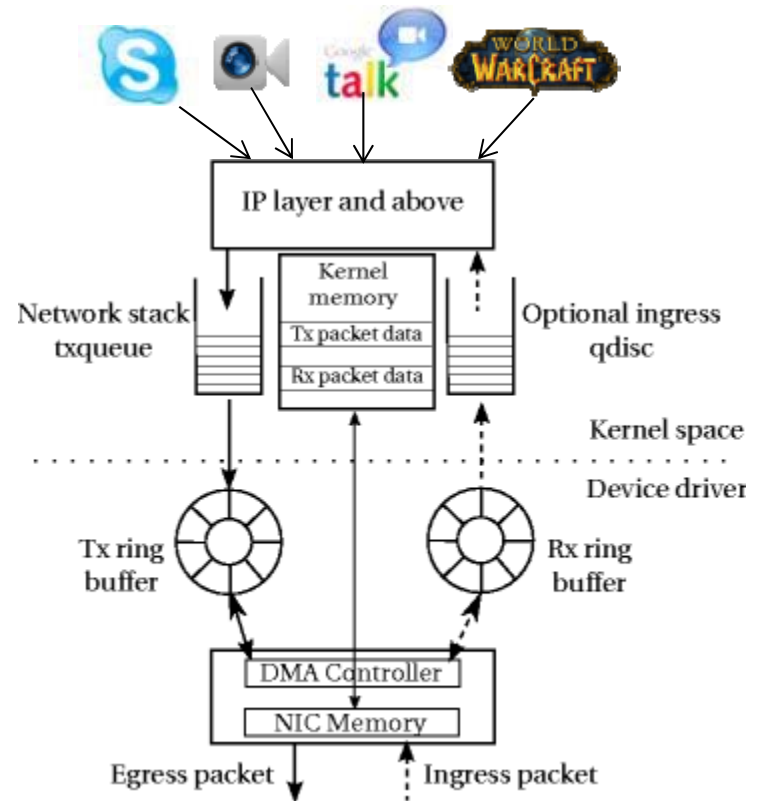 S
Google
talk
WORLD
WARCRAFT
IP layer and above
Kernel
memory
Tx packet data
Rx packet data
Network stack
txqueue
Optional ingress
qdisc
Kernel space
Device driver
Tx ring
buffer
Rx ring
buffer
DMA Controller
NIC Memory
Egress packet
Ingress packet